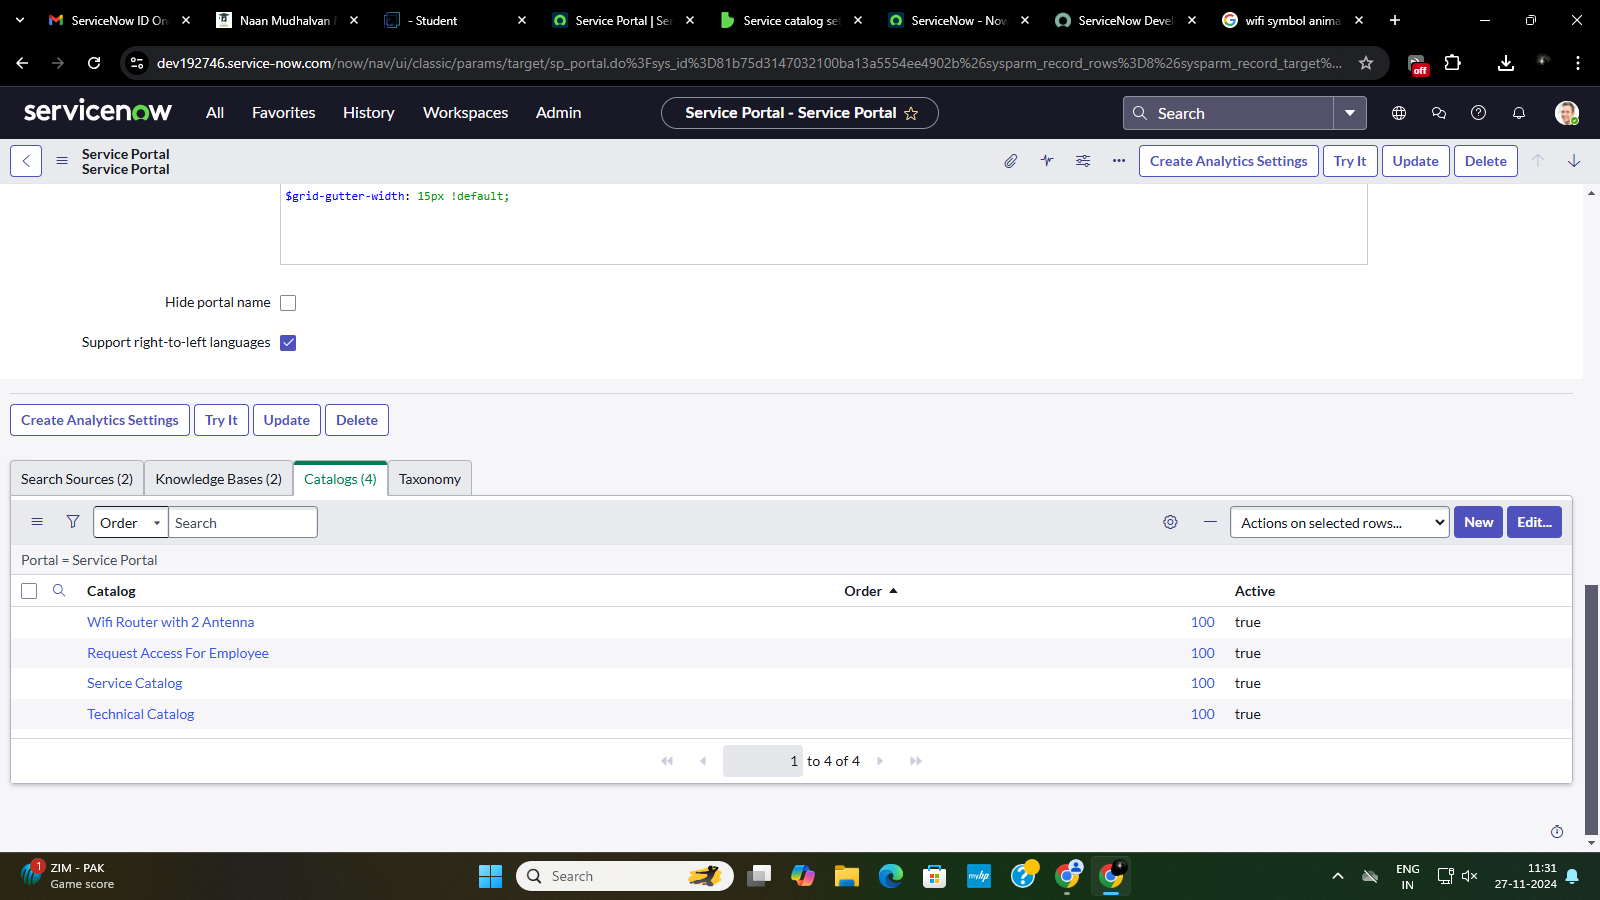 ServiceNow ID On
Naan Mudhalvan
- Student
Service Portal | Se
Service catalog se
ServiceNow - Now
ServiceNow Deve
wifi symbol anima
dev192746.service-now.com/now/nav/ui/classic/params/target/sp_portal.do%3Fsys_id%3D81b75d3147032100ba13a5554ee4902b%26sysparm_record_rows%3D8%26sysparm_record_target%...
off
servicenow
All
Favorites
History
Workspaces
Admin
Service Portal - Service Portal
Search
Service Portal
Service Portal
Create Analytics Settings
Try It
Update
Delete
$grid-gutter-width: 15px !default;
Hide portal name
Support right-to-left languages
Create Analytics Settings
Try It
Update
Delete
Search Sources (2)
Knowledge Bases (2)
Catalogs (4)
Taxonomy
Order
Search
Actions on selected rows...
New
Edit...
Portal = Service Portal
Catalog
Order
Active
Wifi Router with 2 Antenna 100 true
Request Access For Employee 100 true
Service Catalog 100 true
Technical Catalog 100 true
1 to 4 of 4
1
ZIM - PAK
Game score
Search
myhp
ENG
IN
11:31
27-11-2024